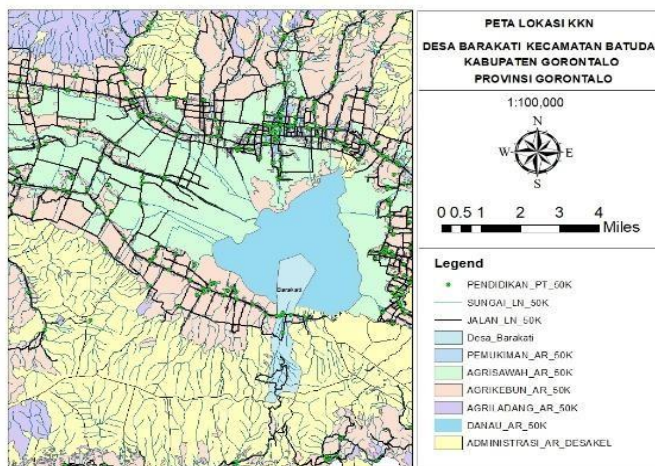 PETA LOKASI KKN
DESA BARAKATI KECAMATAN BATUDA
KABUPATEN GORONTALO
PROVINSI GORONTALO
1:100,000
N
W E
S
0 0.5 1 2 3 4
Miles
Barakati
Legend
PENDIDIKAN_PT_50K
SUNGAI_LN_50K
JALAN_LN_50K
Desa_Barakati
PEMUKIMAN_AR_50K
AGRISAWAH_AR_50K
AGRIKEBUN_AR_50K
AGRILADANG_AR_50K
DANAU_AR_50K
ADMINISTRASI_AR_DESAKEL